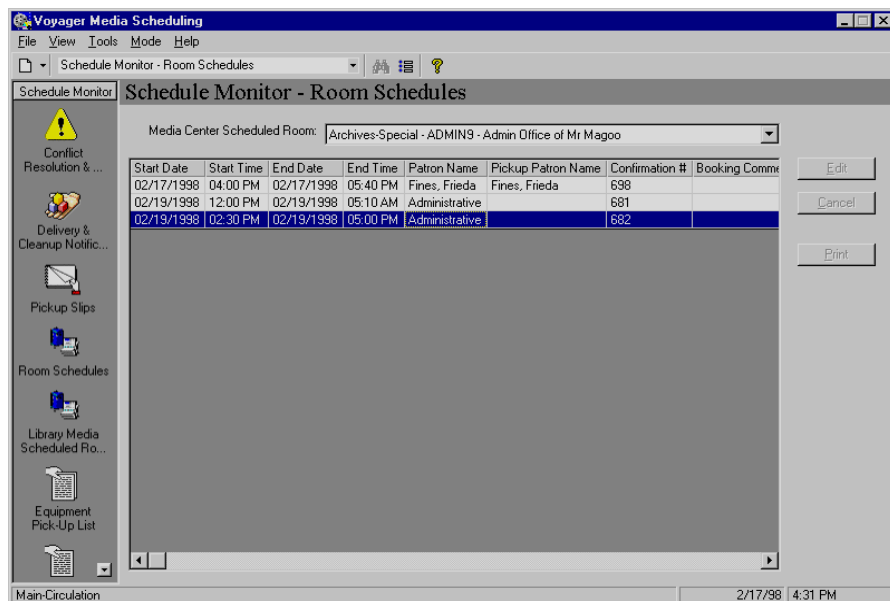 Voyager Media Scheduling
File View Tools Mode Help
Schedule Monitor - Room Schedules
Schedule Monitor
Schedule Monitor - Room Schedules
Media Center Scheduled Room: Archives-Special - ADMIN9 - Admin Office of Mr Magoo
Start Date Start Time End Date End Time Patron Name Pickup Patron Name Confirmation # Booking Comme
02/17/1998 04:00 PM 02/17/1998 05:40 PM Fines, Frieda Fines, Frieda 698
02/19/1998 12:00 PM 02/19/1998 05:10 AM Administrative 681
02/19/1998 02:30 PM 02/19/1998 05:00 PM Administrative 682
Edit
Cancel
Print
Conflict
Resolution & ...
Delivery &
Cleanup Notific...
Pickup Slips
Room Schedules
Library Media
Scheduled Ro...
Equipment
Pick-Up List
Main-Circulation 2/17/98 4:31 PM